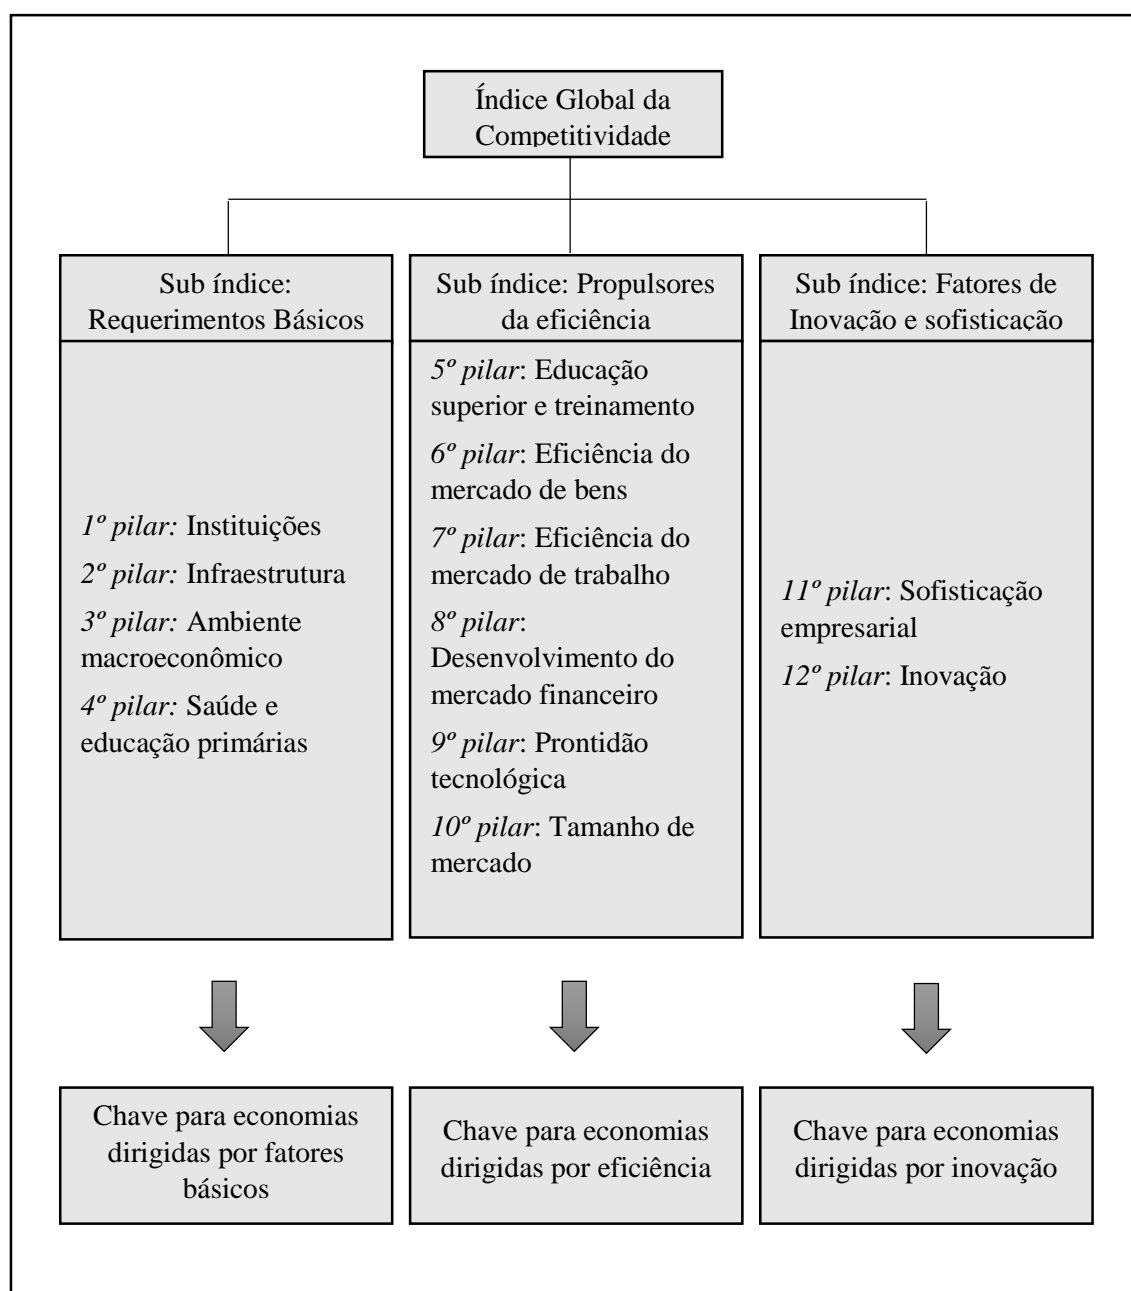 Índice Global da
Competitividade
Sub índice:
Requerimentos Básicos
1º pilar: Instituições
2º pilar: Infraestrutura
3º pilar: Ambiente
macroeconômico
4º pilar: Saúde e
educação primárias
Sub índice: Propulsores
da eficiência
5º pilar: Educação
superior e treinamento
6º pilar: Eficiência do
mercado de bens
7º pilar: Eficiência do
mercado de trabalho
8º pilar:
Desenvolvimento do
mercado financeiro
9º pilar: Prontidão
tecnológica
10º pilar: Tamanho de
mercado
Sub índice: Fatores de
Inovação e sofisticação
11º pilar: Sofisticação
empresarial
12º pilar: Inovação
Chave para economias
dirigidas por fatores
básicos
Chave para economias
dirigidas por eficiência
Chave para economias
dirigidas por inovação